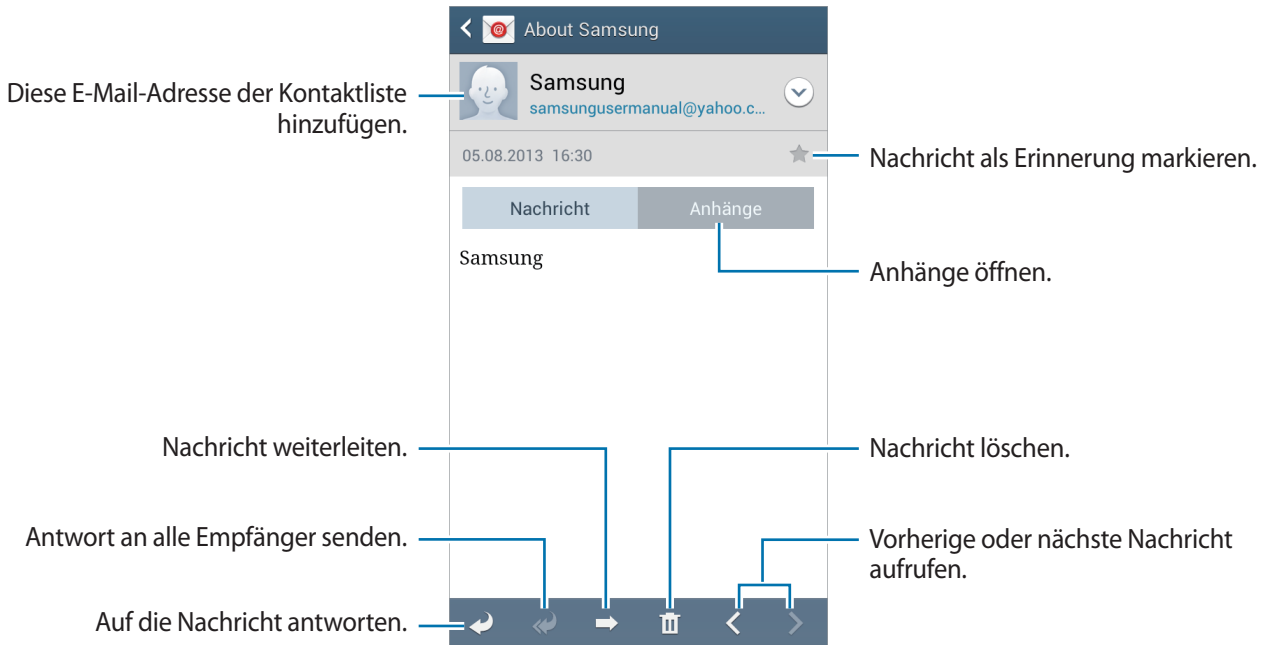 About Samsung
Samsung
samsungusermanual@yahoo.c...
Diese E-Mail-Adresse der Kontaktliste
hinzufügen.
05.08.2013 16:30
Nachricht als Erinnerung markieren.
Nachricht
Anhänge
Samsung
Anhänge öffnen.
Nachricht weiterleiten.
Nachricht löschen.
Antwort an alle Empfänger senden.
Vorherige oder nächste Nachricht
aufrufen.
Auf die Nachricht antworten.